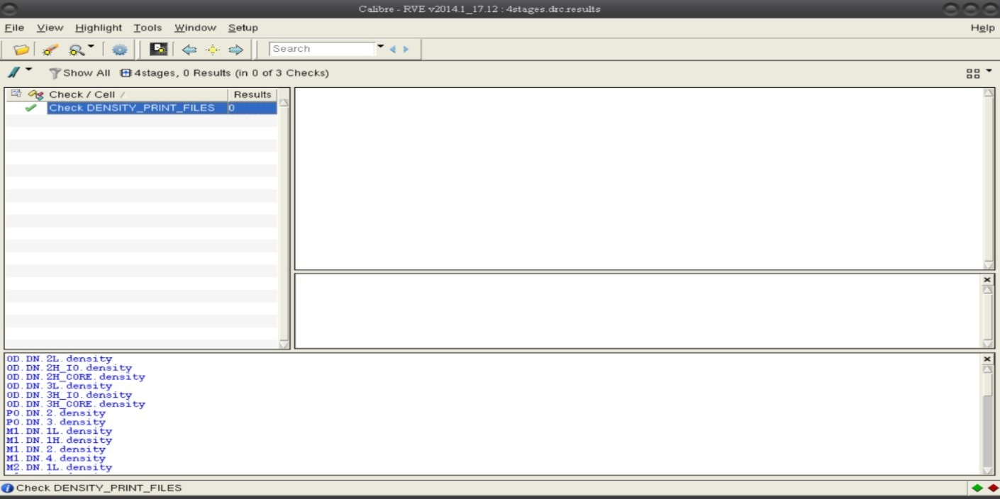 Calibre - RVE v2014.1_17.12 : 4stages.drc.results
File View Highlight Tools Window Setup Help
Search
Show All 4stages, 0 Results (in 0 of 3 Checks)
Check / Cell Results
Check DENSITY_PRINT_FILES 0
OD.DN.2L.density
OD.DN.2H_IO.density
OD.DN.2H_CORE.density
OD.DN.3L.density
OD.DN.3H_IO.density
OD.DN.3H_CORE.density
PO.DN.2.density
PO.DN.3.density
M1.DN.1L.density
M1.DN.1H.density
M1.DN.2.density
M1.DN.4.density
M2.DN.1L.density
Check DENSITY_PRINT_FILES